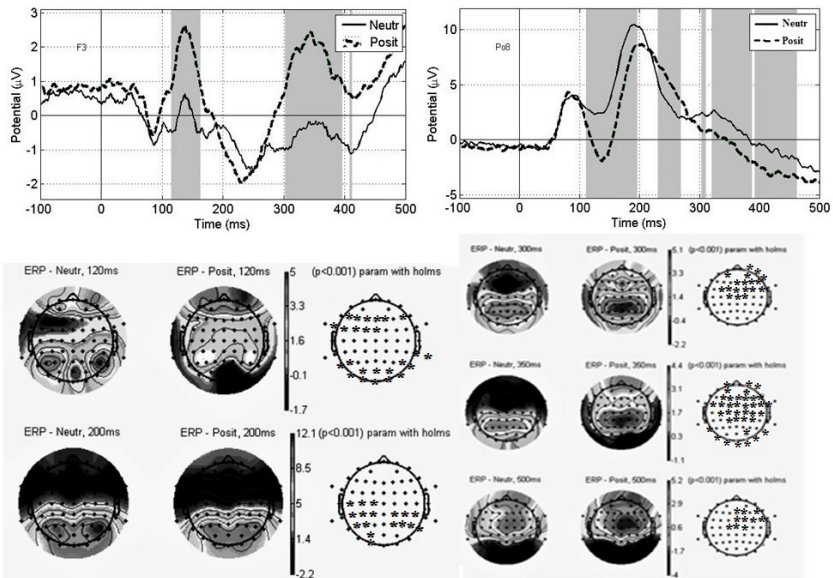 3
2
1
0
-1
-2
-100 0 100 200 300 400 500
Time (ms)
Potential (μV)
F3
Neutr
Posit
10
5
0
-5
-100 0 100 200 300 400 500
Time (ms)
Potential (μV)
Po8
Neutr
Posit
ERP - Neutr, 120ms
ERP - Posit, 120ms
(p<0.001) param with holms
5
3.3
1.6
-0.1
-1.7
ERP - Neutr, 200ms
ERP - Posit, 200ms
(p<0.001) param with holms
12.1
8.5
5
1.4
-2.2
ERP - Neutr, 300ms
ERP - Posit, 300ms
(p<0.001) param with holms
5.1
3.3
1.4
-0.4
-2.2
ERP - Neutr, 350ms
ERP - Posit, 350ms
(p<0.001) param with holms
4.4
3.1
1.7
0.3
-1.1
ERP - Neutr, 500ms
ERP - Posit, 500ms
(p<0.001) param with holms
5.2
2.9
0.6
-4